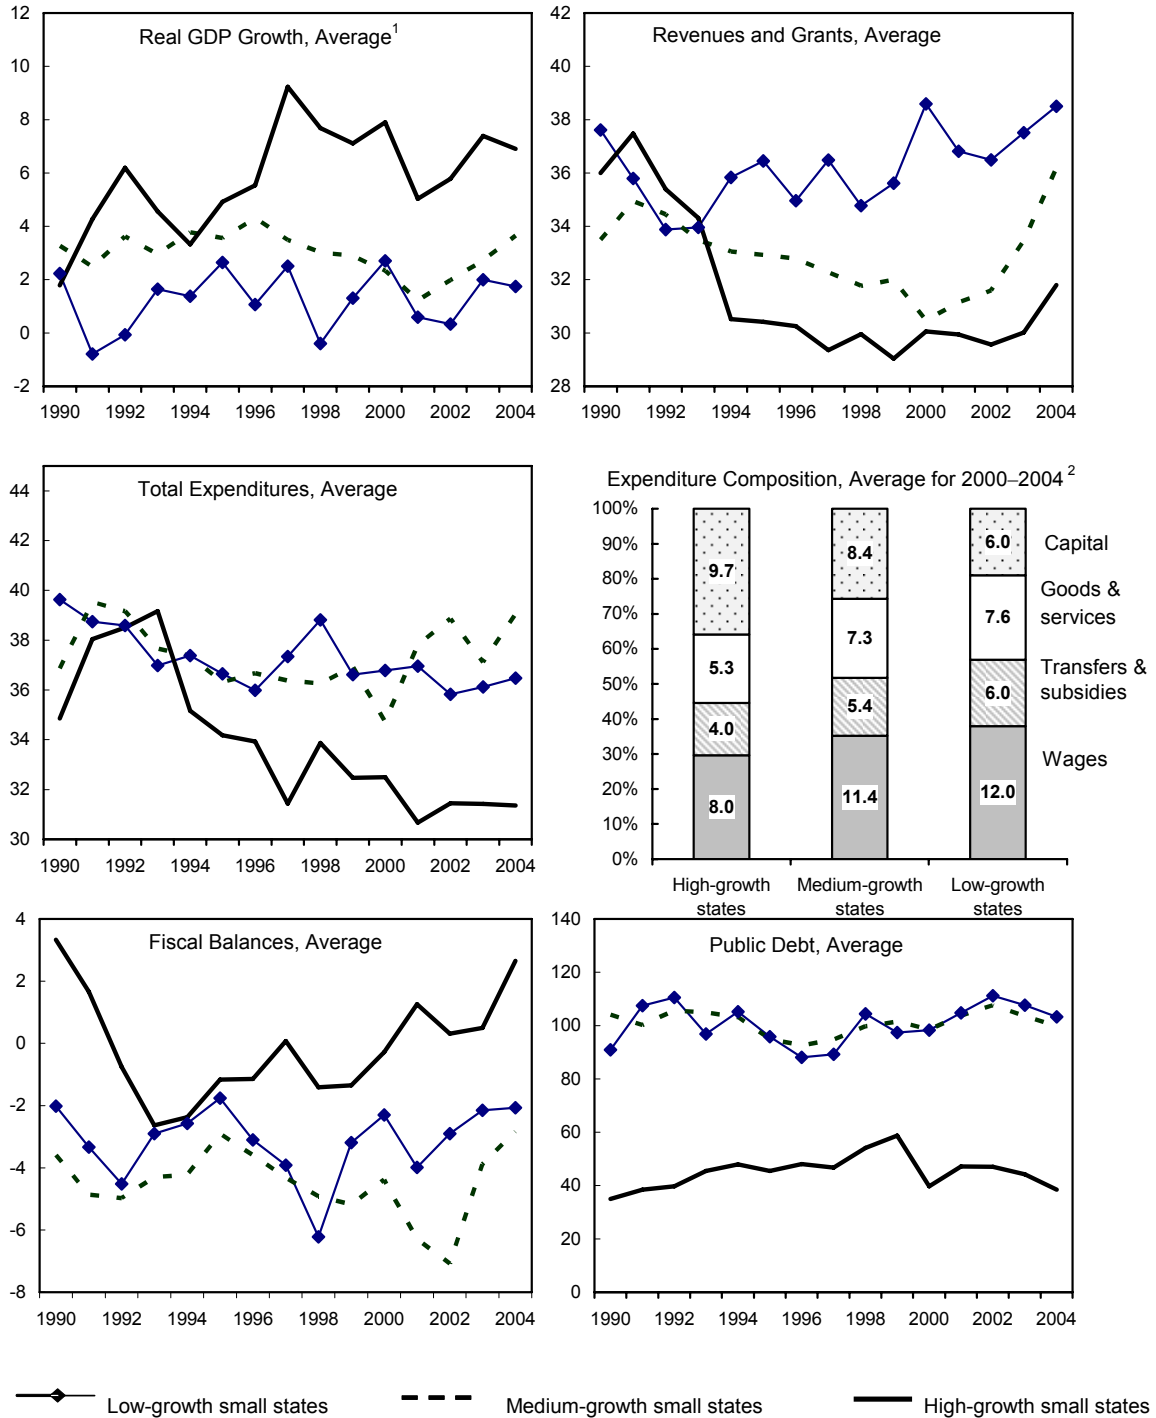 Real GDP Growth, Average1
12
10
8
6
4
2
0
-2
1990 1992 1994 1996 1998 2000 2002 2004
Revenues and Grants, Average
42
40
38
36
34
32
30
28
1990 1992 1994 1996 1998 2000 2002 2004
Total Expenditures, Average
44
42
40
38
36
34
32
30
1990 1992 1994 1996 1998 2000 2002 2004
Expenditure Composition, Average for 2000–2004 2
100%
90%
80%
70%
60%
50%
40%
30%
20%
10%
0%
9.7 8.4 6.0 Capital
5.3 7.3 7.6 Goods &
services
4.0 5.4 6.0 Transfers &
subsidies
8.0 11.4 12.0 Wages
High-growth Medium-growth Low-growth
states states states
Fiscal Balances, Average
4
2
0
-2
-4
-6
-8
1990 1992 1994 1996 1998 2000 2002 2004
Public Debt, Average
140
120
100
80
60
40
20
0
1990 1992 1994 1996 1998 2000 2002 2004
Low-growth small states Medium-growth small states High-growth small states